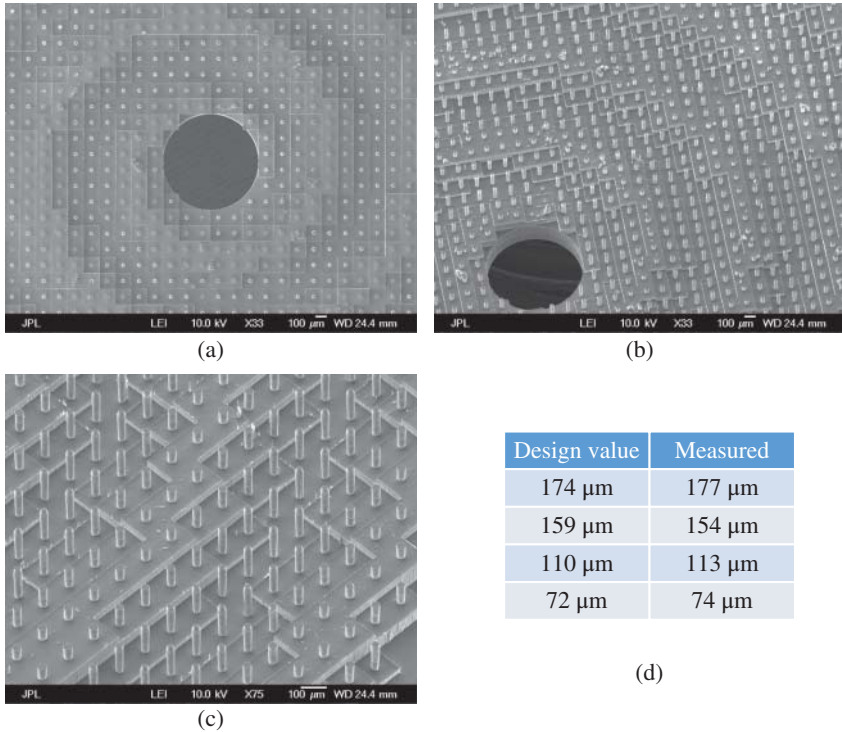 JPL LEI 10.0 kV X33 100 μm WD 24.4 mm
(a)
JPL LEI 10.0 kV X33 100 μm WD 24.4 mm
(b)
JPL LEI 10.0 kV X75 100 μm WD 24.4 mm
(c)
Design value Measured
174 μm 177 μm
159 μm 154 μm
110 μm 113 μm
72 μm 74 μm
(d)